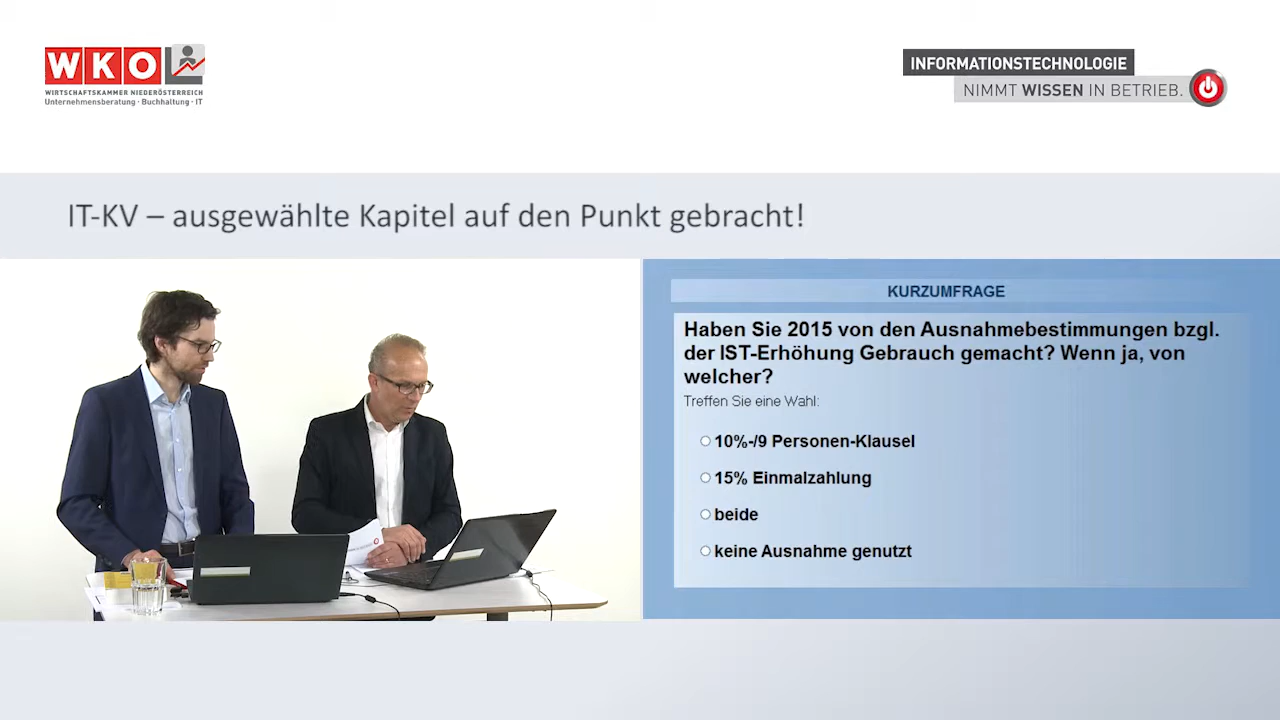 WKO
WIRTSCHAFTSKAMMER NIEDERÖSTERREICH
Unternehmensberatung · Buchhaltung · IT
INFORMATIONSTECHNOLOGIE
NIMMT WISSEN IN BETRIEB.
IT-KV – ausgewählte Kapitel auf den Punkt gebracht!
KURZUMFRAGE
Haben Sie 2015 von den Ausnahmebestimmungen bzgl.
der IST-Erhöhung Gebrauch gemacht? Wenn ja, von
welcher?
Treffen Sie eine Wahl:
10%-/9 Personen-Klausel
15% Einmalzahlung
beide
keine Ausnahme genutzt